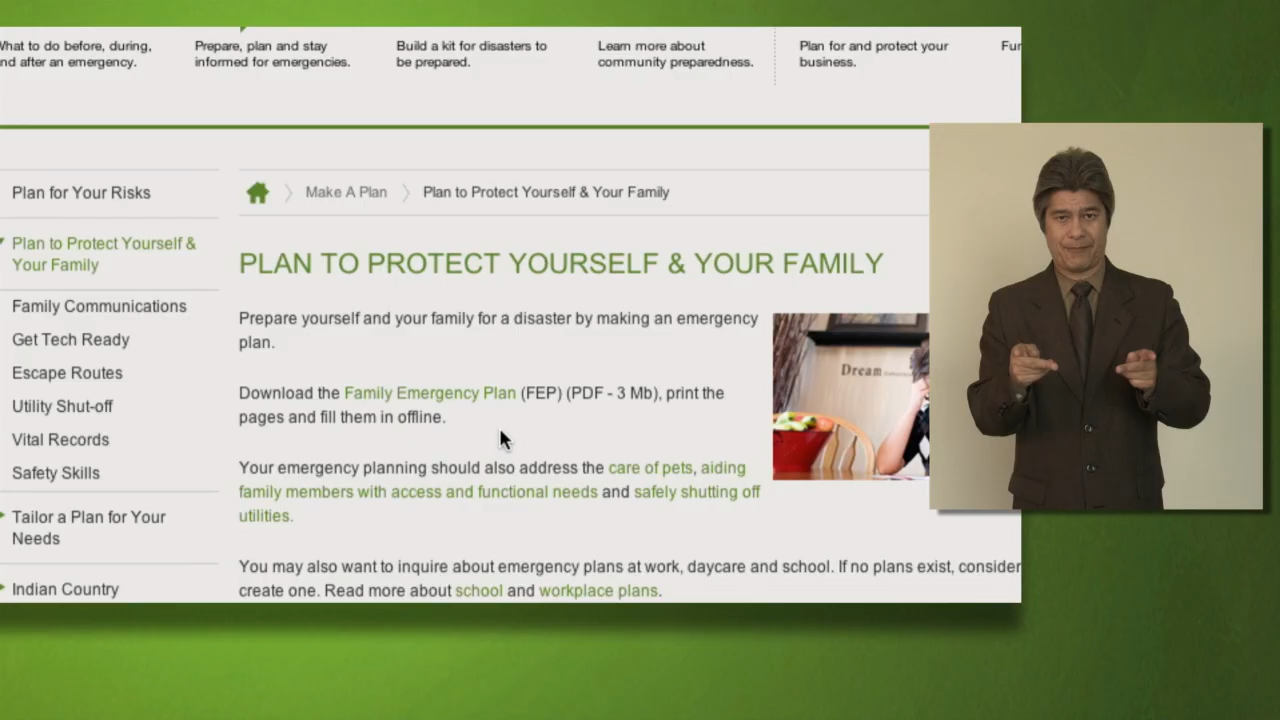 What to do before, during,
and after an emergency.
Prepare, plan and stay
informed for emergencies.
Build a kit for disasters to
be prepared.
Learn more about
community preparedness.
Plan for and protect your
business.
Plan for Your Risks
Plan to Protect Yourself &
Your Family
Family Communications
Get Tech Ready
Escape Routes
Utility Shut-off
Vital Records
Safety Skills
Tailor a Plan for Your
Needs
Indian Country
Make A Plan Plan to Protect Yourself & Your Family
PLAN TO PROTECT YOURSELF & YOUR FAMILY
Prepare yourself and your family for a disaster by making an emergency
plan.
Dream
Download the Family Emergency Plan (FEP) (PDF - 3 Mb), print the
pages and fill them in offline.
Your emergency planning should also address the care of pets, aiding
family members with access and functional needs and safely shutting off
utilities.
You may also want to inquire about emergency plans at work, daycare and school. If no plans exist, consider
create one. Read more about school and workplace plans.